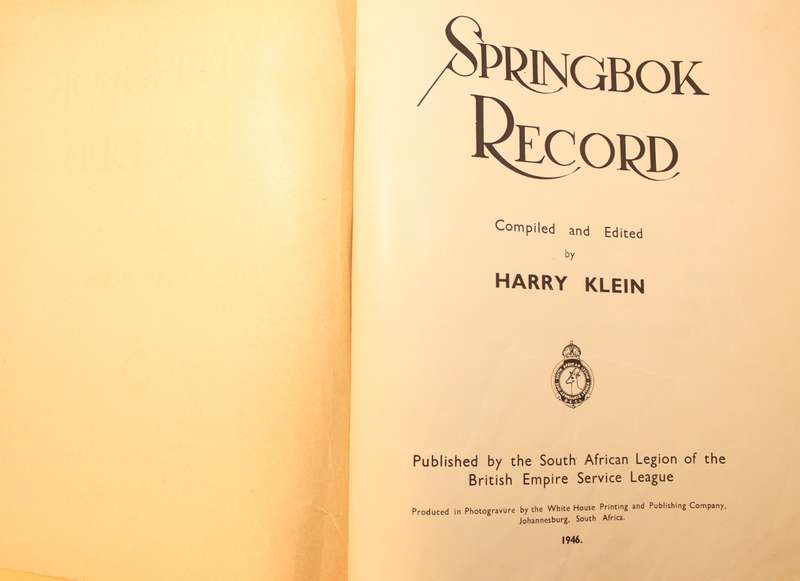 SPRINGBOK
RECORD
Compiled and Edited
by
HARRY KLEIN
Published by the South African Legion of the
British Empire Service League
Produced in Photogravure by the White House Printing and Publishing Company,
Johannesburg, South Africa.
1946.